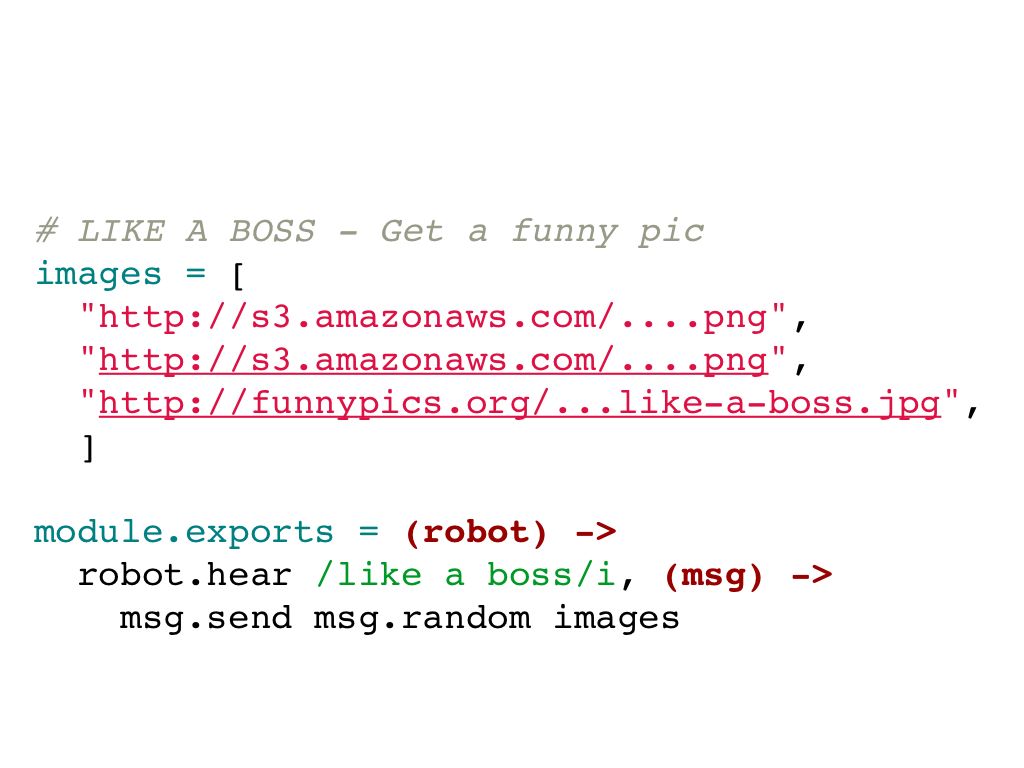 # LIKE A BOSS - Get a funny pic
images = [
  "http://s3.amazonaws.com/....png",
  "http://s3.amazonaws.com/....png",
  "http://funnypics.org/...like-a-boss.jpg",
  ]
module.exports = (robot) ->
  robot.hear /like a boss/i, (msg) ->
    msg.send msg.random images